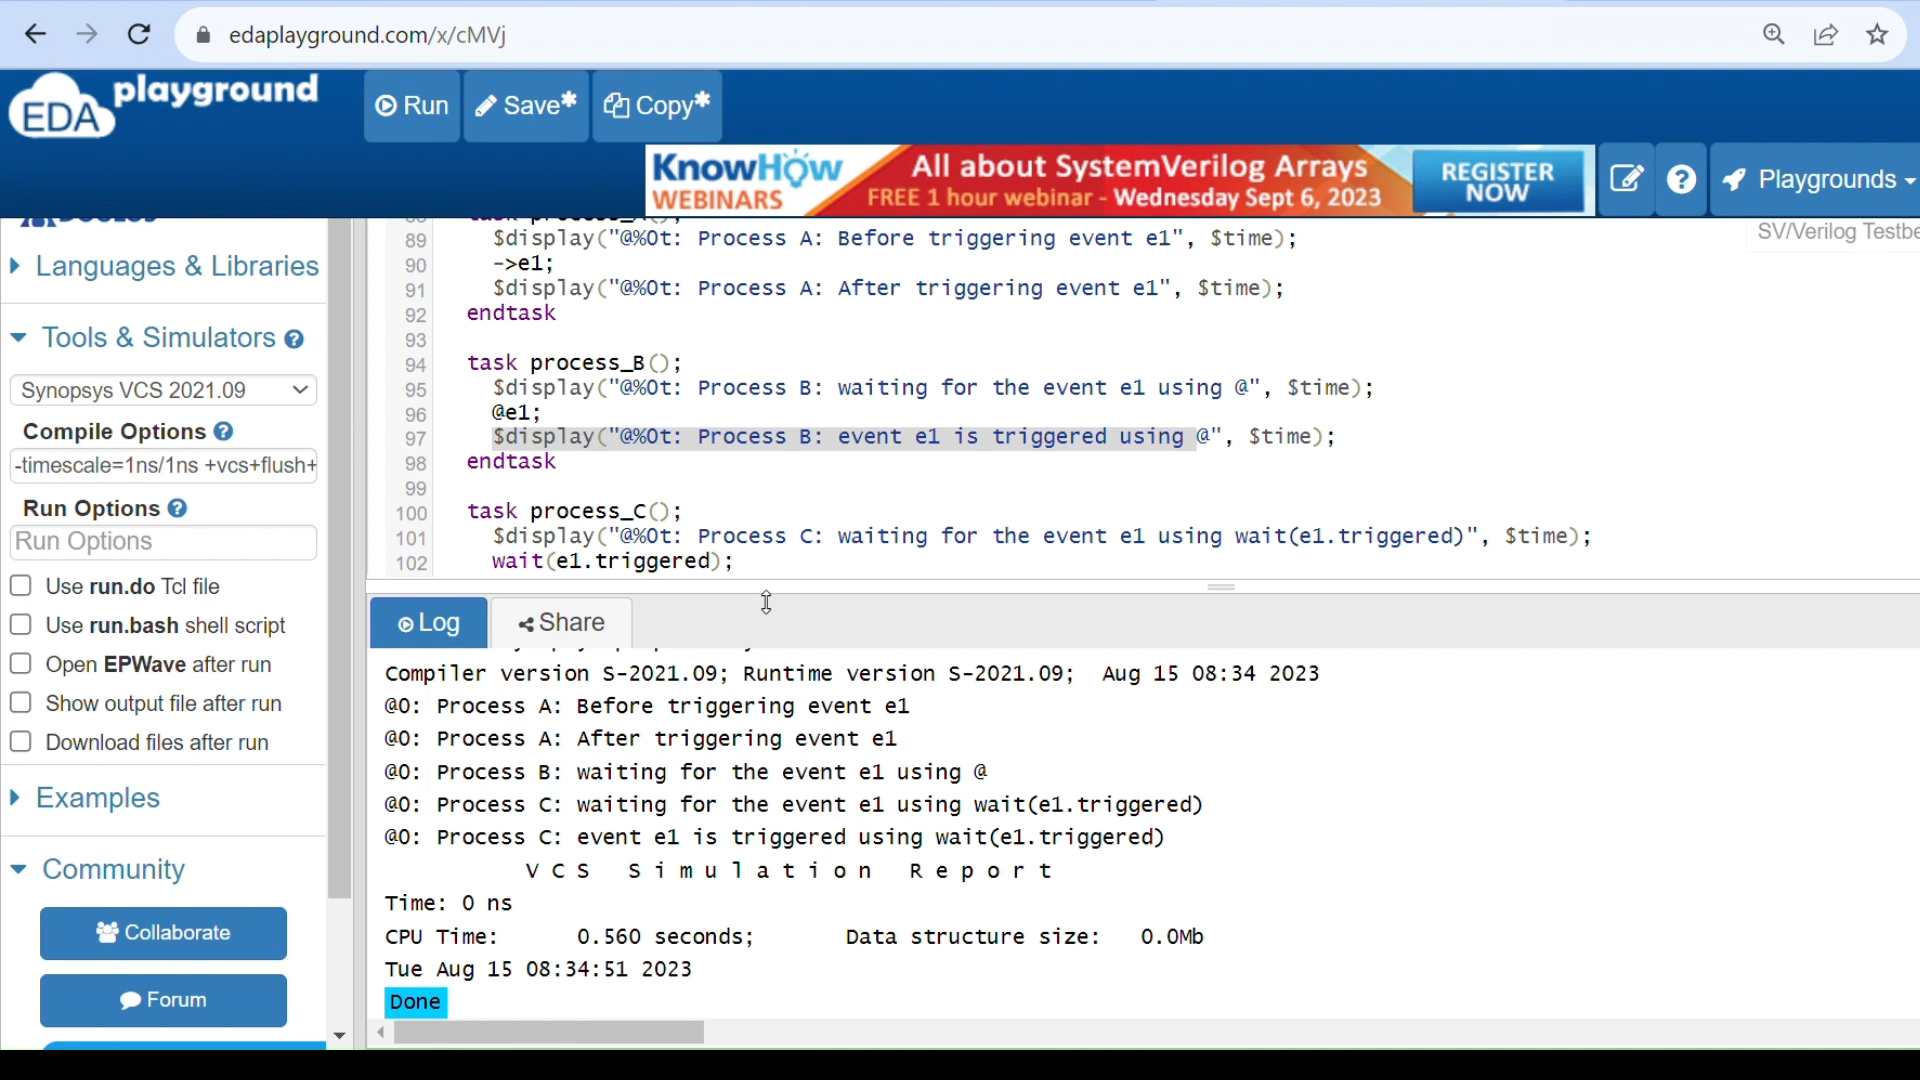 edaplayground.com/x/cMVj
EDA playground
Run
Save*
Copy*
KnowHow
WEBINARS
All about SystemVerilog Arrays
FREE 1 hour webinar - Wednesday Sept 6, 2023
REGISTER
NOW
Playgrounds
Languages & Libraries
Tools & Simulators
Synopsys VCS 2021.09
Compile Options
-timescale=1ns/1ns +vcs+flush+
Run Options
Run Options
Use run.do Tcl file
Use run.bash shell script
Open EPWave after run
Show output file after run
Download files after run
Examples
Community
Collaborate
Forum
SV/Verilog Testbe
89 $display("@%0t: Process A: Before triggering event e1", $time);
90 ->e1;
91 $display("@%0t: Process A: After triggering event e1", $time);
92 endtask
93
94 task process_B();
95 $display("@%0t: Process B: waiting for the event e1 using @", $time);
96 @e1;
97 $display("@%0t: Process B: event e1 is triggered using @", $time);
98 endtask
99
100 task process_C();
101 $display("@%0t: Process C: waiting for the event e1 using wait(e1.triggered)", $time);
102 wait(e1.triggered);
Log
Share
Compiler version S-2021.09; Runtime version S-2021.09; Aug 15 08:34 2023
@0: Process A: Before triggering event e1
@0: Process A: After triggering event e1
@0: Process B: waiting for the event e1 using @
@0: Process C: waiting for the event e1 using wait(e1.triggered)
@0: Process C: event e1 is triggered using wait(e1.triggered)
V C S S i m u l a t i o n R e p o r t
Time: 0 ns
CPU Time: 0.560 seconds; Data structure size: 0.0Mb
Tue Aug 15 08:34:51 2023
Done